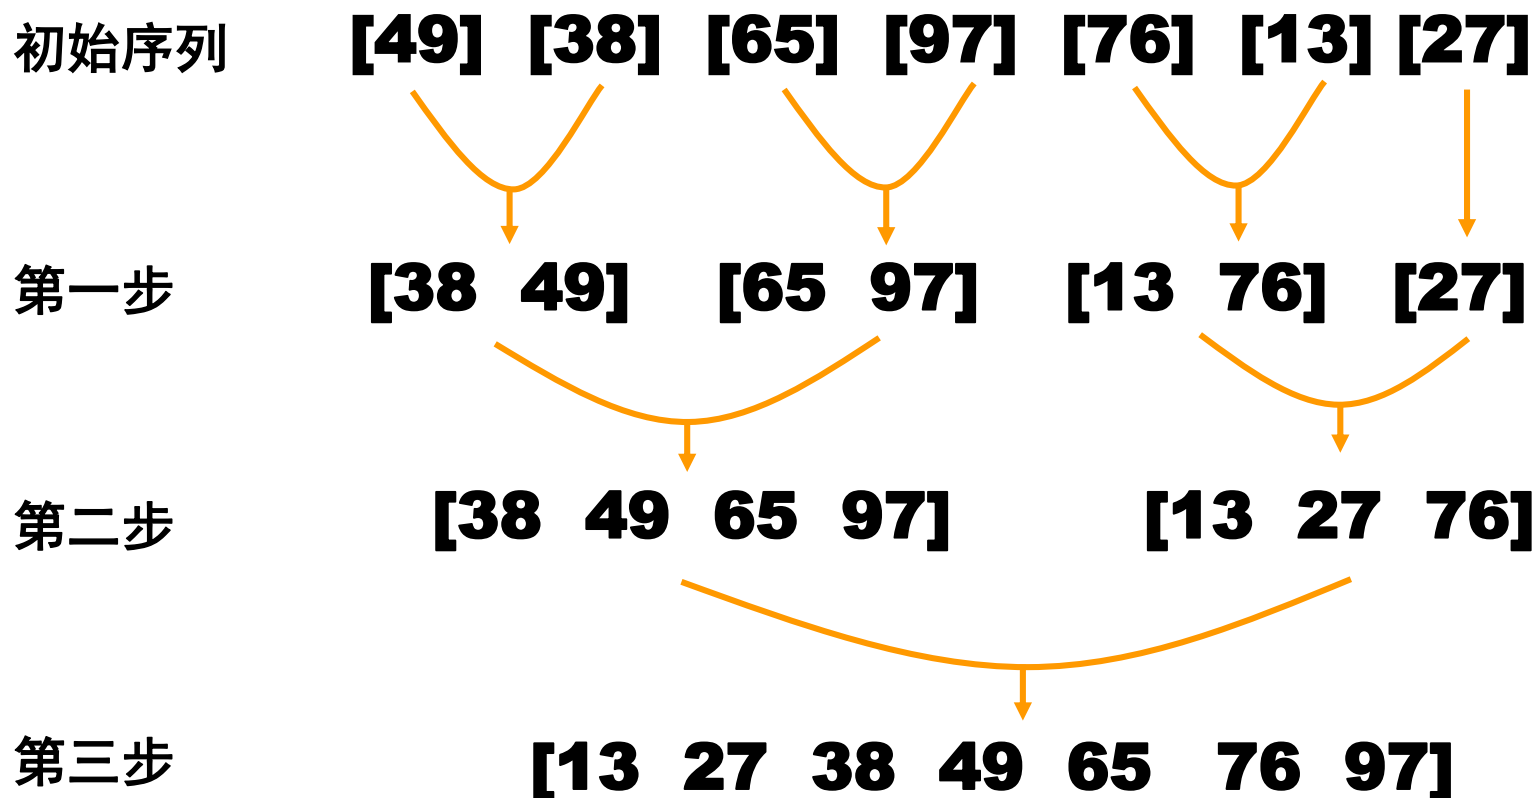 初始序列 [49] [38] [65] [97] [76] [13] [27]
第一步 [38 49] [65 97] [13 76] [27]
第二步 [38 49 65 97] [13 27 76]
第三步 [13 27 38 49 65 76 97]